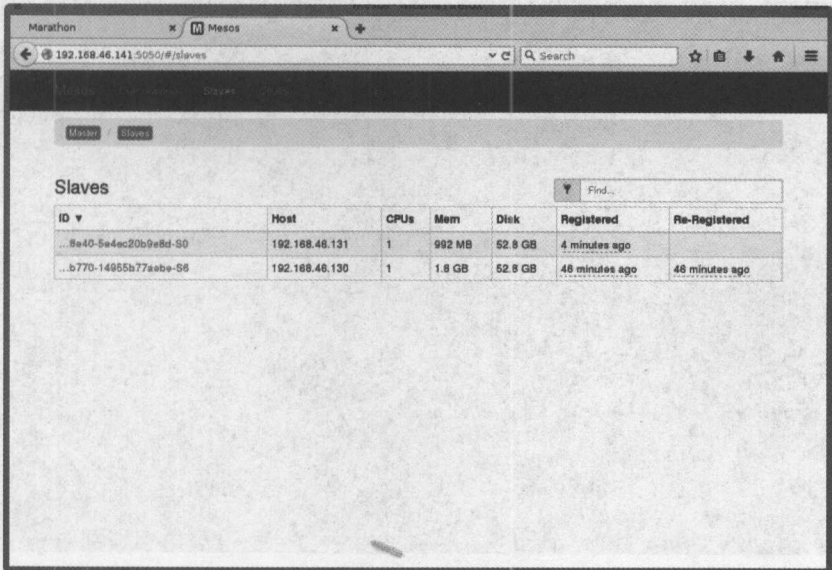 Marathon
M Mesos
192.168.46.141:5050/#/slaves
Search
Mesos Slaves
Master / Slaves
Slaves
Find...
ID ▼ Host CPUs Mem Disk Registered Re-Registered
...8a40-5e4ec20b9e8d-S0 192.168.46.131 1 992 MB 52.8 GB 4 minutes ago
...b770-14955b77aebe-S6 192.168.46.130 1 1.8 GB 52.8 GB 46 minutes ago 46 minutes ago